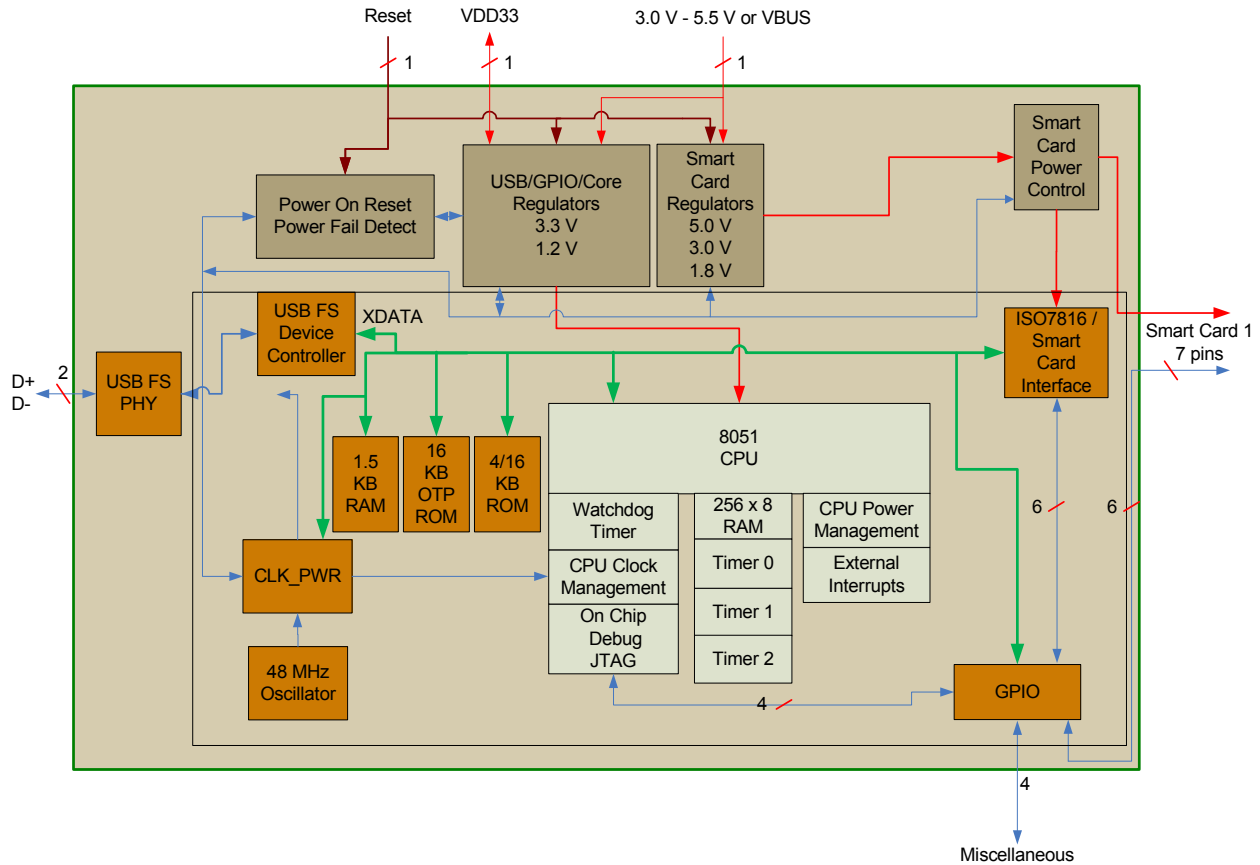 Reset
VDD33
3.0 V - 5.5 V or VBUS
1
1
1
Smart
Card
Power
Control
Power On Reset
Power Fail Detect
USB/GPIO/Core
Regulators
3.3 V
1.2 V
Smart
Card
Regulators
5.0 V
3.0 V
1.8 V
USB FS
Device
Controller
XDATA
ISO7816 /
Smart Card
Interface
Smart Card 1
7 pins
7
D+
D-
2
USB FS
PHY
1.5
KB
RAM
16
KB
OTP
ROM
4/16
KB
ROM
8051
CPU
Watchdog
Timer
CPU Clock
Management
On Chip
Debug
JTAG
256 x 8
RAM
Timer 0
Timer 1
Timer 2
CPU Power
Management
External
Interrupts
6
6
CLK_PWR
48 MHz
Oscillator
4
GPIO
4
Miscellaneous